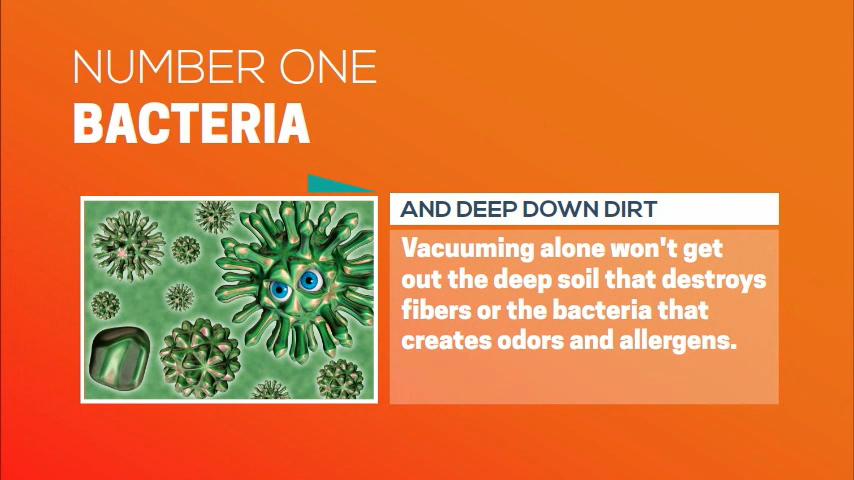 NUMBER ONE
BACTERIA
AND DEEP DOWN DIRT
Vacuuming alone won't get
out the deep soil that destroys
fibers or the bacteria that
creates odors and allergens.